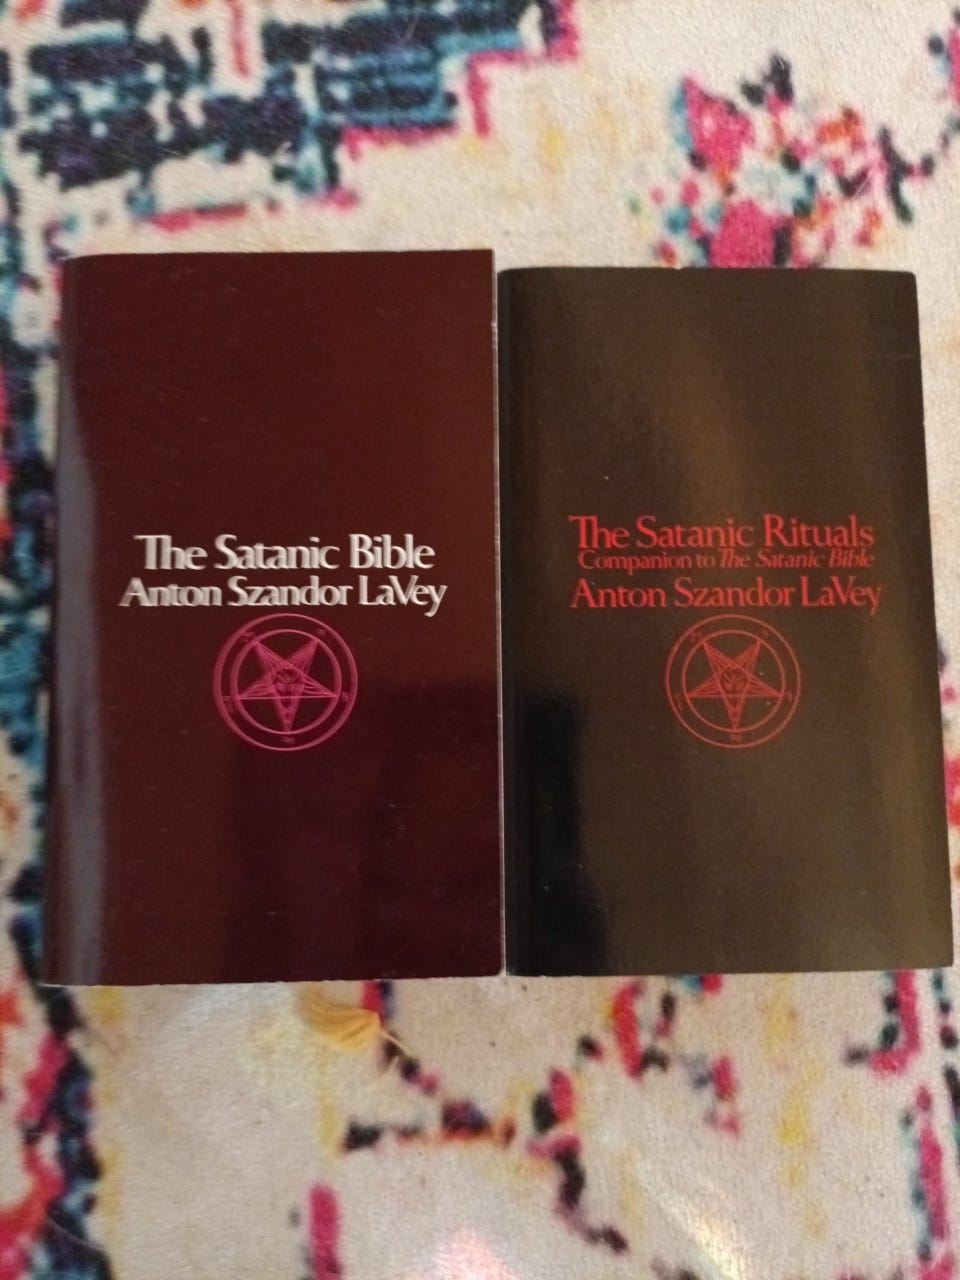 The Satanic Bible
Anton Szandor LaVey
The Satanic Rituals
Companion to The Satanic Bible
Anton Szandor LaVey